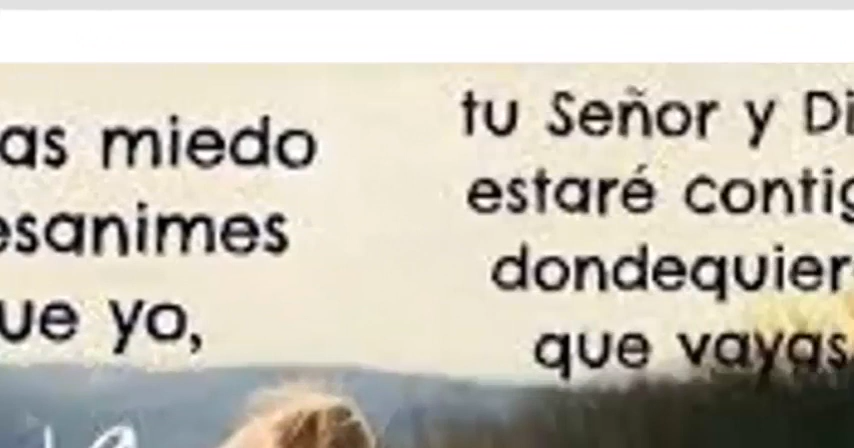 as miedo
esanimes
ue yo,
tu Señor y Di
estaré contig
dondequier
que vayas